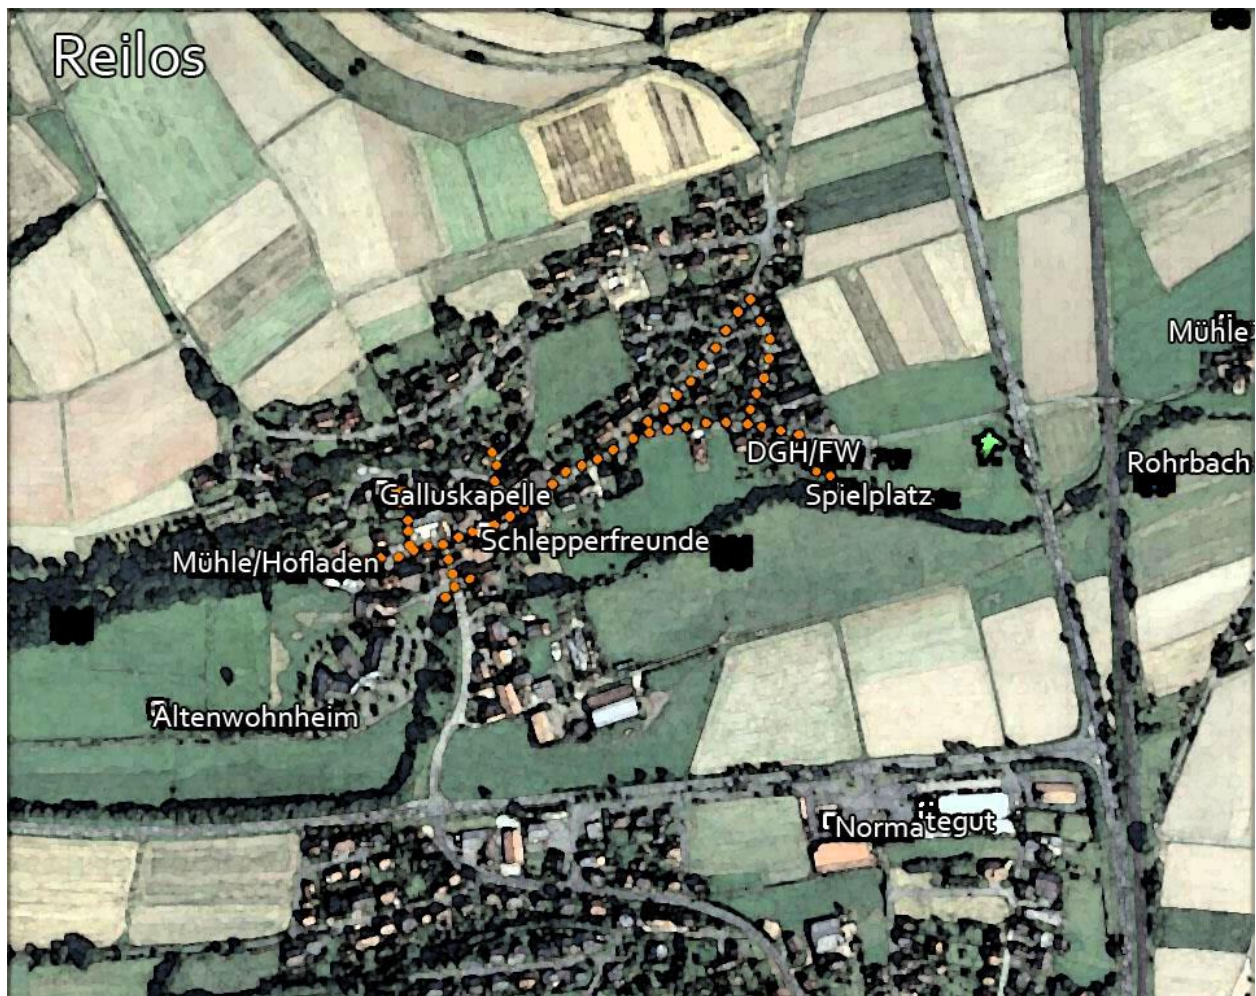 Reilos
Mühle
DGH/FW
Rohrbach
Galluskapelle
Spielplatz
Schlepperfreunde
Mühle/Hofladen
Altenwohnheim
Norma
tegut